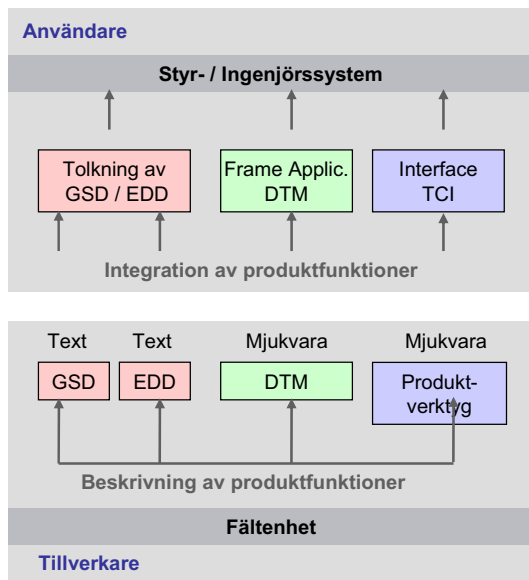 Användare
Styr- / Ingenjörssystem
Tolkning av
GSD / EDD
Frame Applic.
DTM
Interface
TCI
Integration av produktfunktioner
Text
Text
Mjukvara
Mjukvara
GSD
EDD
DTM
Produkt-
verktyg
Beskrivning av produktfunktioner
Fältenhet
Tillverkare